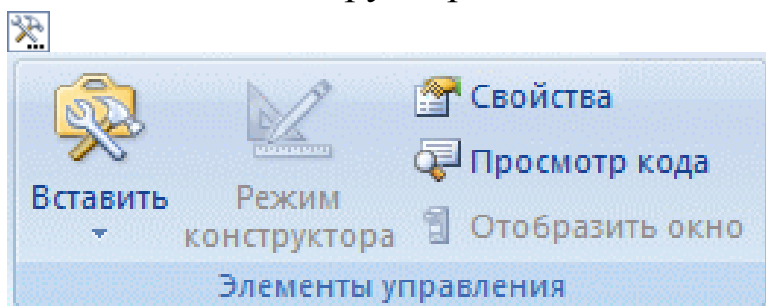 Свойства
Просмотр кода
Вставить
Режим
конструктора
Отобразить окно
Элементы управления